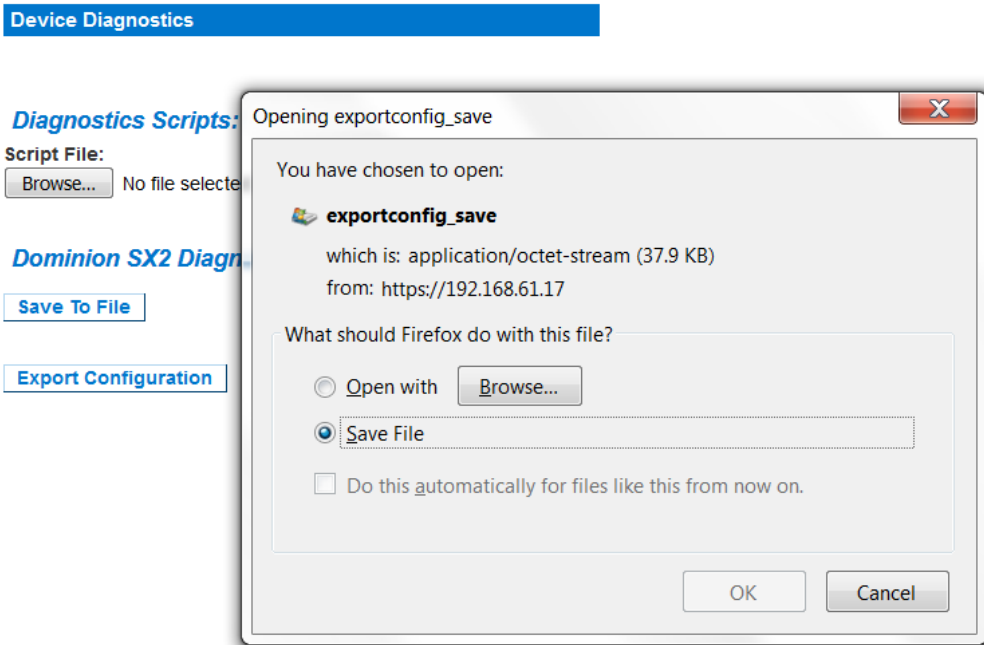 Device Diagnostics
Diagnostics Scripts:
Script File:
Browse... No file selecte
Dominion SX2 Diagn
Save To File
Export Configuration
Opening exportconfig_save
X
You have chosen to open:
exportconfig_save
which is: application/octet-stream (37.9 KB)
from: https://192.168.61.17
What should Firefox do with this file?
Open with Browse...
Save File
Do this automatically for files like this from now on.
OK Cancel